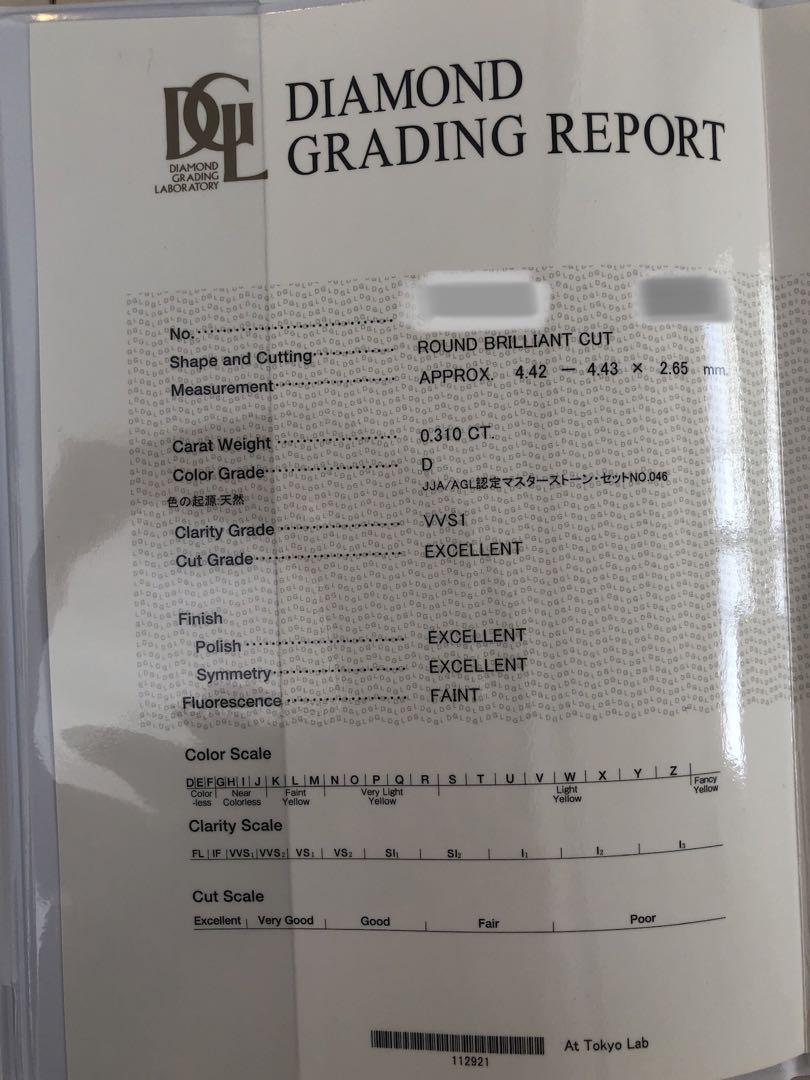 DGL
DIAMOND
GRADING
LABORATORY
DIAMOND
GRADING REPORT
No.
Shape and Cutting ROUND BRILLIANT CUT
Measurement APPROX. 4.42 — 4.43 × 2.65 mm.
Carat Weight 0.310 CT.
Color Grade D
色の起源:天然 JJA/AGL認定マスターストーン・セットNO.046
Clarity Grade VVS1
Cut Grade EXCELLENT
Finish
Polish EXCELLENT
Symmetry EXCELLENT
Fluorescence FAINT
Color Scale
D|E|F|G|H|I|J|K|L|M|N|O|P|Q|R|S|T|U|V|W|X|Y|Z|
Color-less Near Colorless Faint Yellow Very Light Yellow Light Yellow Fancy Yellow
Clarity Scale
FL|IF|VVS₁|VVS₂|VS₁|VS₂|SI₁|SI₂|I₁|I₂|I₃
Cut Scale
Excellent|Very Good|Good|Fair|Poor
112921
At Tokyo Lab